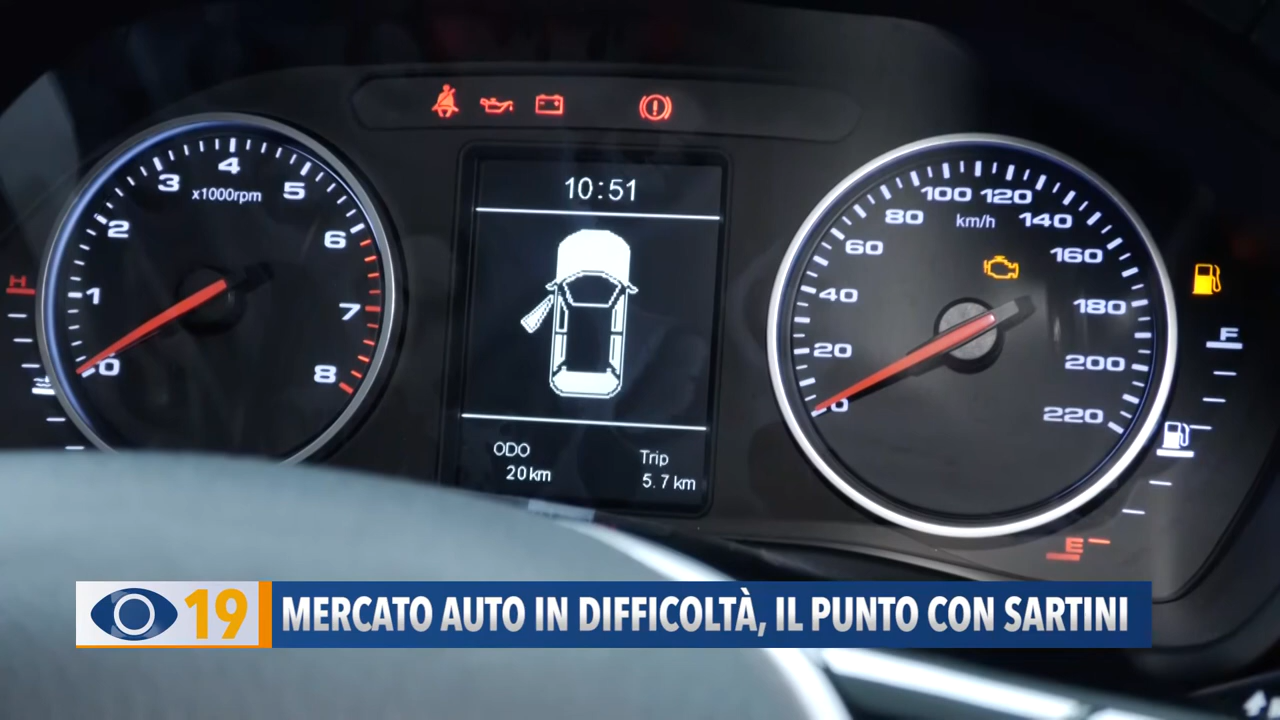 10:51
x1000rpm
0
1
2
3
4
5
6
7
8
H
km/h
0
20
40
60
80
100
120
140
160
180
200
220
F
E
ODO
20 km
Trip
5.7 km
19
MERCATO AUTO IN DIFFICOLTÀ, IL PUNTO CON SARTINI